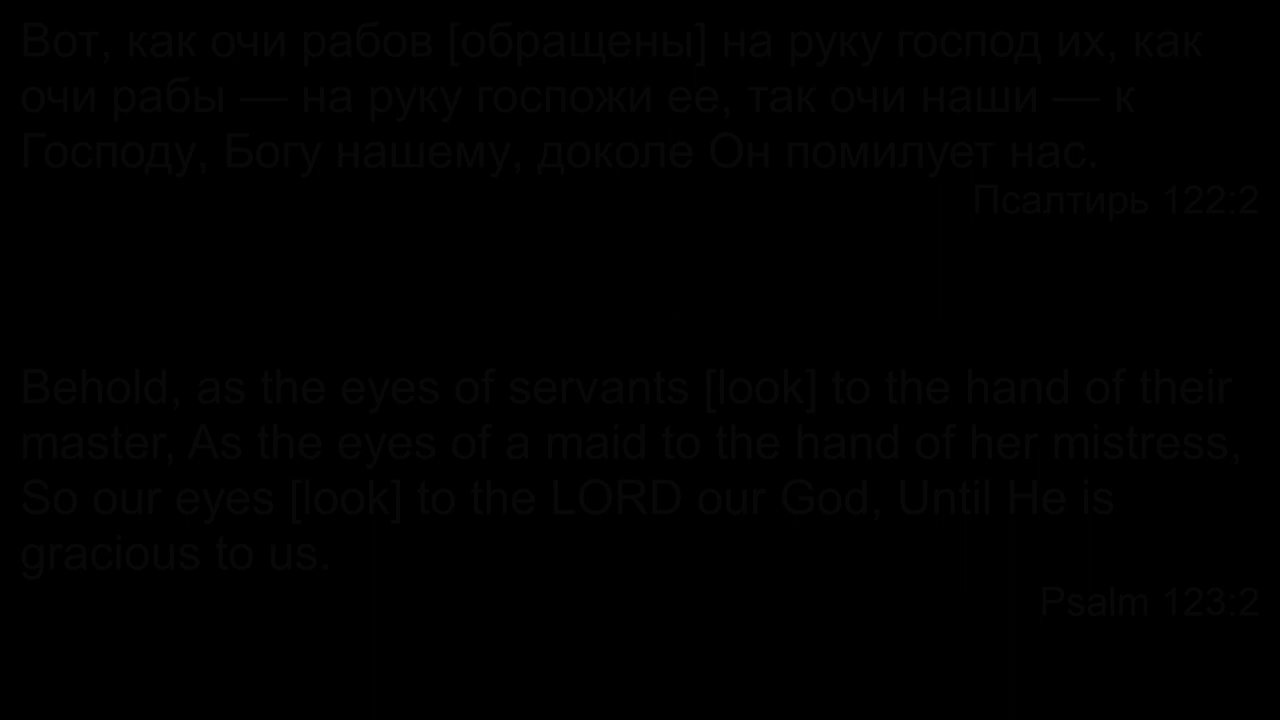 Вот, как очи рабов [обращены] на руку господ их, как
очи рабы — на руку госпожи ее, так очи наши — к
Господу, Богу нашему, доколе Он помилует нас.
Псалтирь 122:2
Behold, as the eyes of servants [look] to the hand of their
master, As the eyes of a maid to the hand of her mistress,
So our eyes [look] to the LORD our God, Until He is
gracious to us.
Psalm 123:2